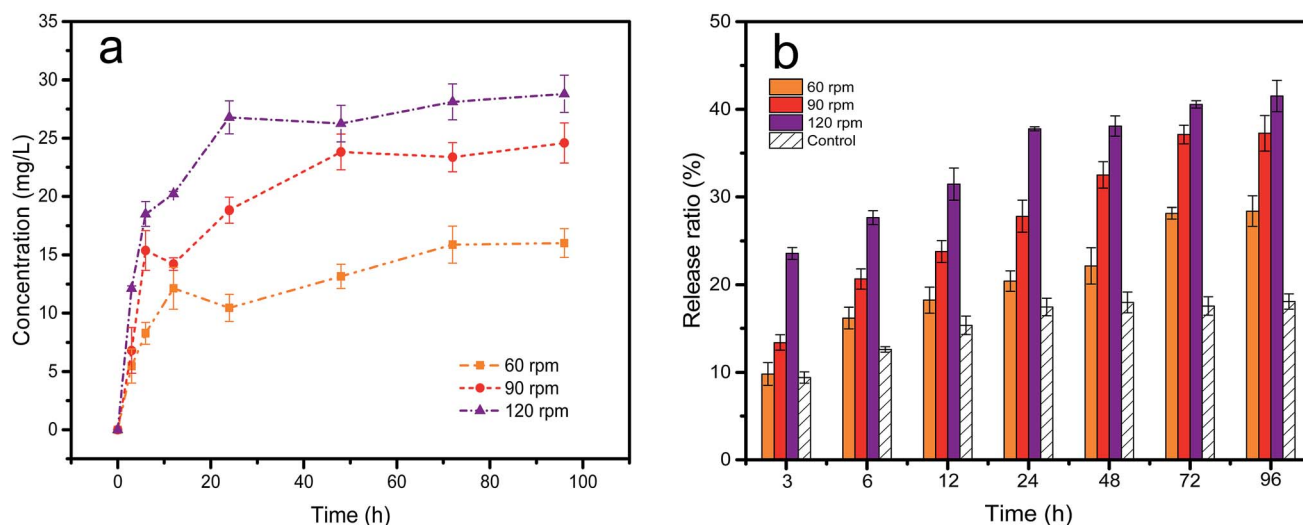 a
Concentration (mg/L)
35
30
25
20
15
10
5
0
0 20 40 60 80 100
Time (h)
60 rpm
90 rpm
120 rpm
b
Release ratio (%)
50
40
30
20
10
0
3 6 12 24 48 72 96
Time (h)
60 rpm
90 rpm
120 rpm
Control